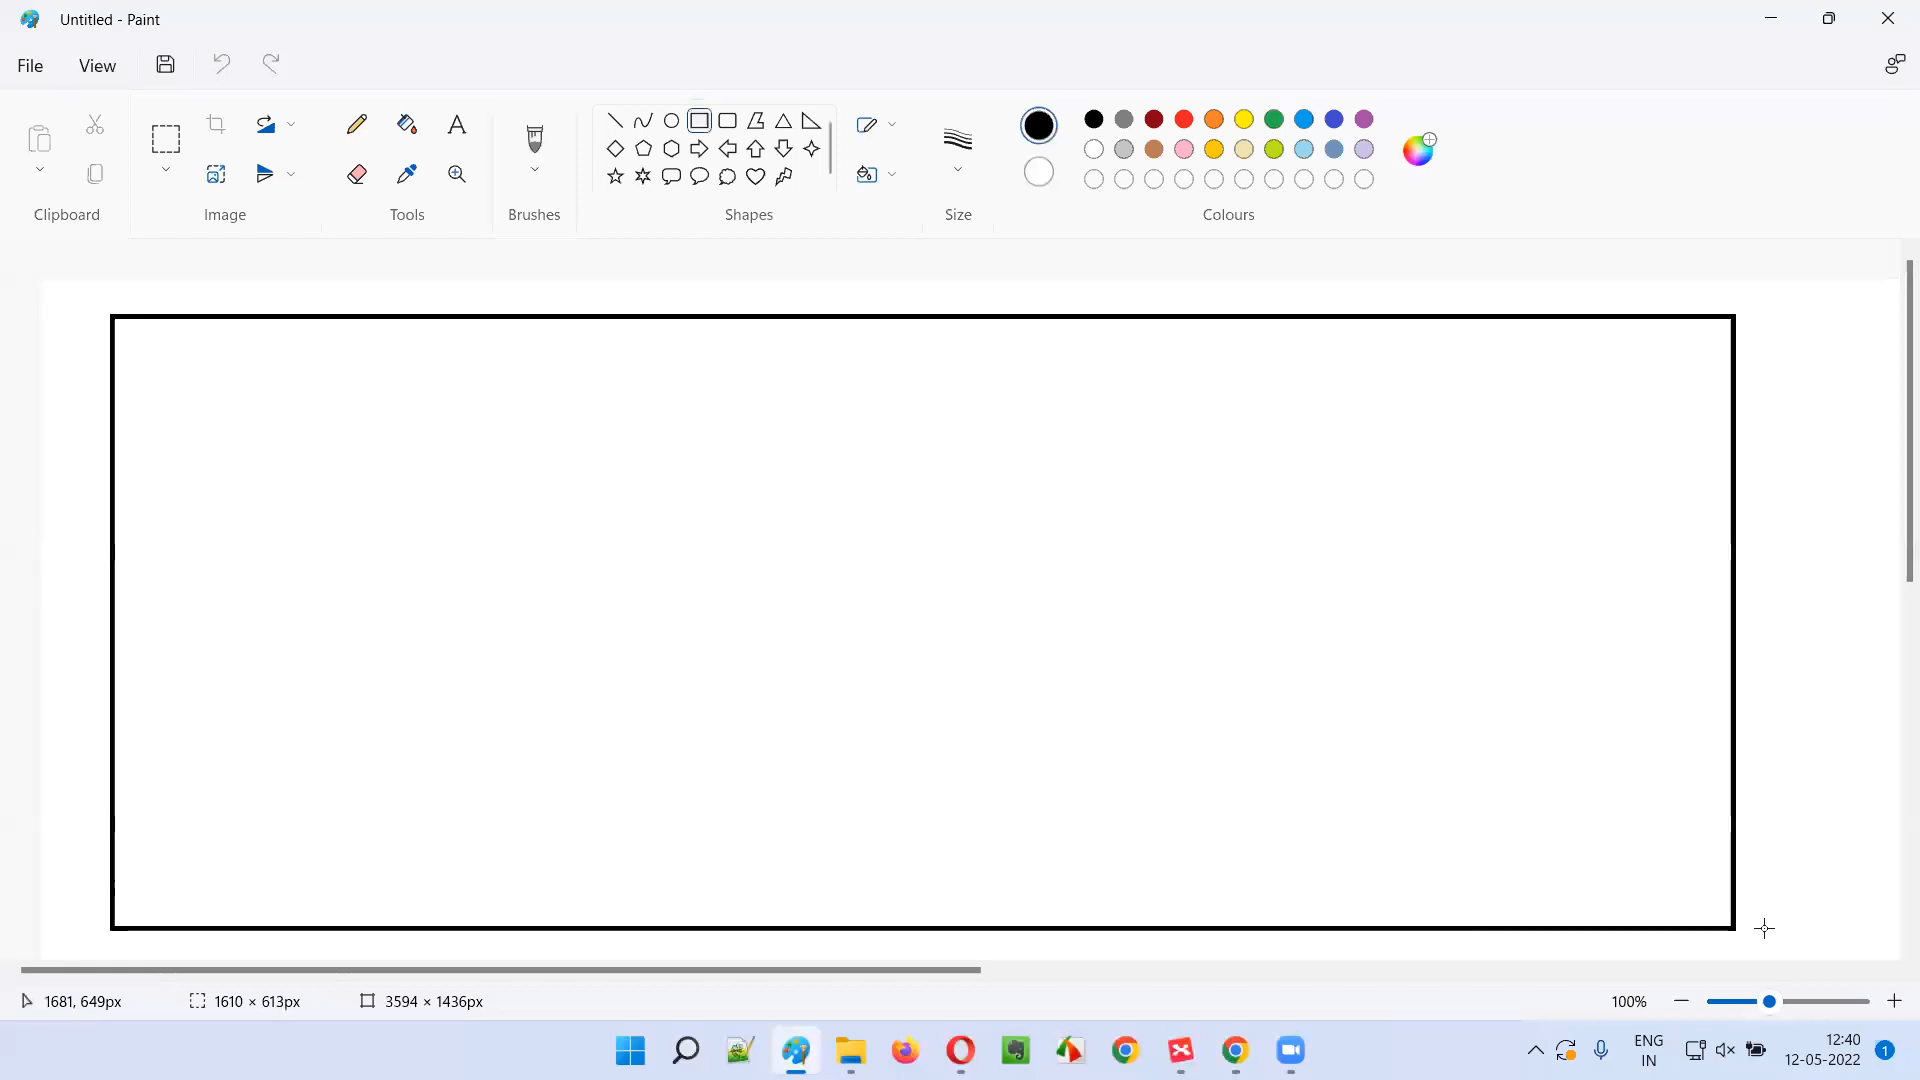 Untitled - Paint
File View
Clipboard Image Tools Brushes Shapes Size Colours
1681, 649px 1610 × 613px 3594 × 1436px 100%
ENG 12:40
IN 12-05-2022 1